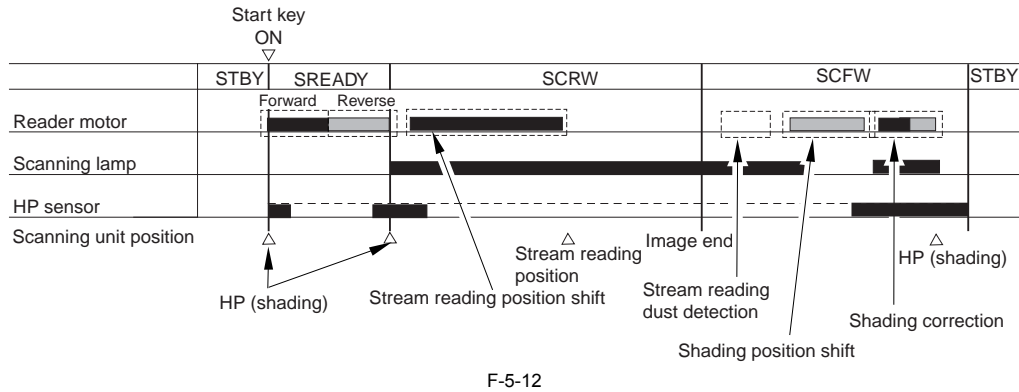 Start key
ON
STBY SREADY SCRW SCFW STBY
Forward Reverse
Reader motor
Scanning lamp
HP sensor
Scanning unit position
Image end
HP (shading)
Stream reading
position
HP (shading)
Stream reading position shift
Stream reading
dust detection
Shading correction
Shading position shift
F-5-12